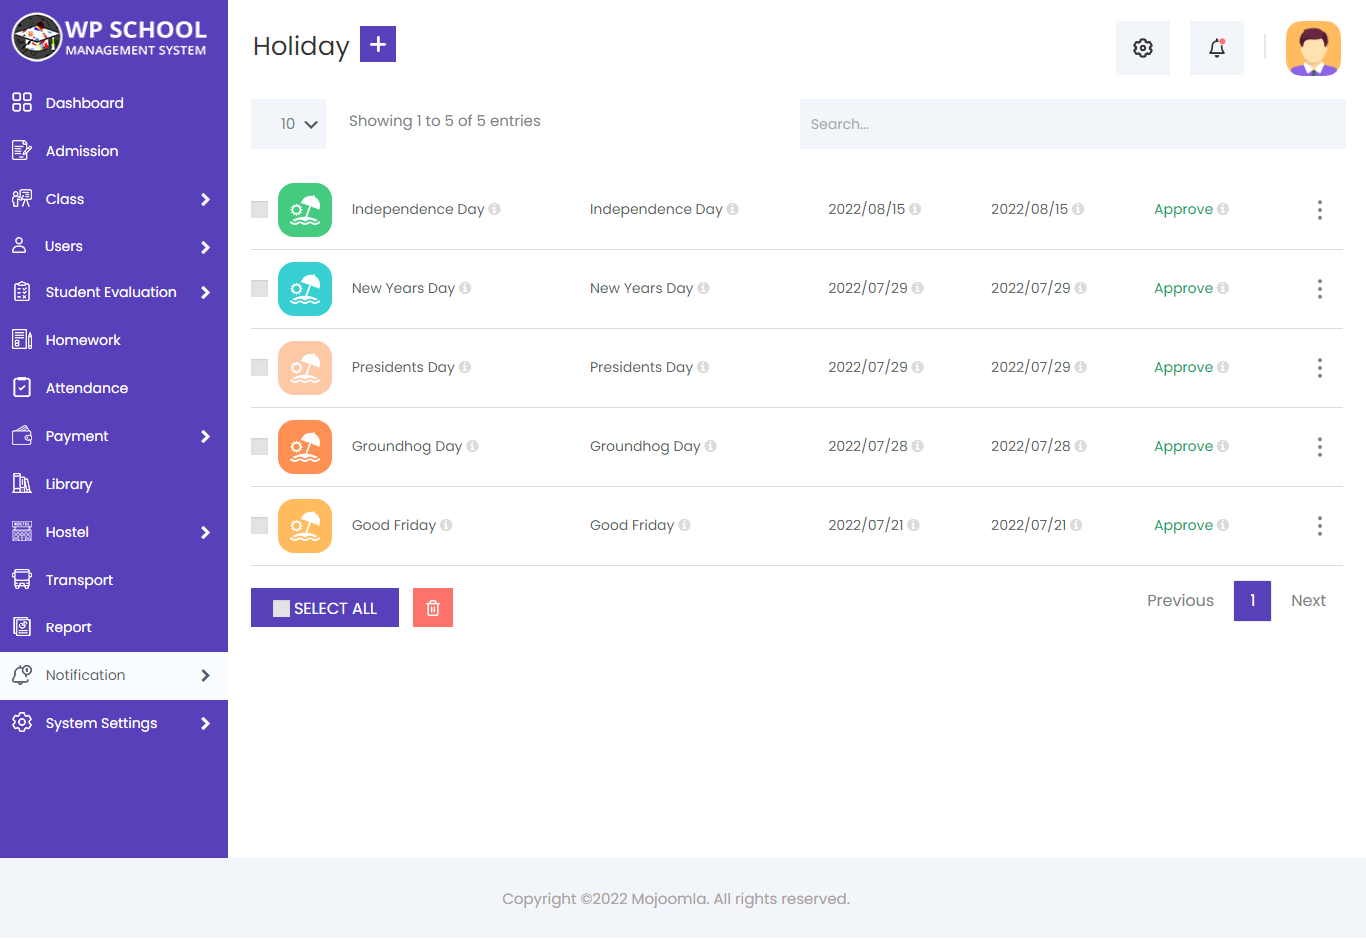 WP SCHOOL
MANAGEMENT SYSTEM
Dashboard
Admission
Class
Users
Student Evaluation
Homework
Attendance
Payment
Library
Hostel
Transport
Report
Notification
System Settings
Holiday
10
Showing 1 to 5 of 5 entries
Search...
Independence Day Independence Day 2022/08/15 2022/08/15 Approve
New Years Day New Years Day 2022/07/29 2022/07/29 Approve
Presidents Day Presidents Day 2022/07/29 2022/07/29 Approve
Groundhog Day Groundhog Day 2022/07/28 2022/07/28 Approve
Good Friday Good Friday 2022/07/21 2022/07/21 Approve
SELECT ALL
Previous 1 Next
Copyright ©2022 Mojoomla. All rights reserved.